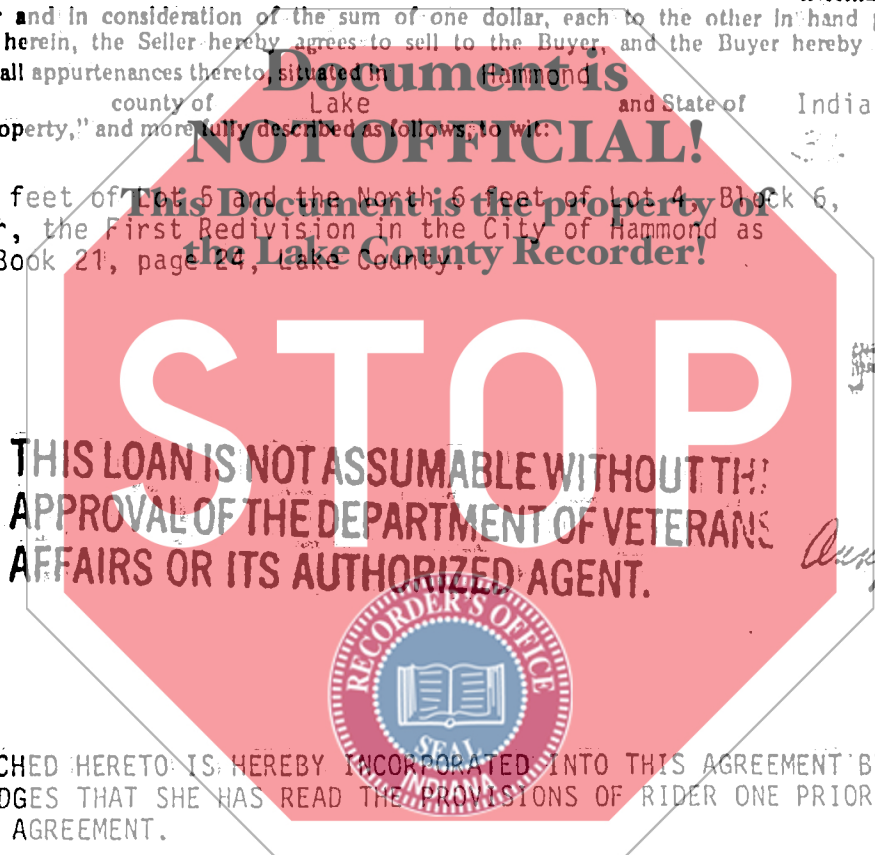 and in consideration of the sum of one dollar, each to the other in hand
herein, the Seller hereby agrees to sell to the Buyer, and the Buyer hereby
all appurtenances thereto, situated in Hammond
county of Lake and State of India
operty," and more fully described as follows, to wit:
feet of Lot 5 and the North 6 feet of Lot 4, Block 6,
r, the First Redivision in the City of Hammond as
Book 21, page 24, Lake County.
Document is
NOT OFFICIAL!
This Document is the property of
the Lake County Recorder!
STOP
THIS LOAN IS NOT ASSUMABLE WITHOUT TH
APPROVAL OF THE DEPARTMENT OF VETERANS
AFFAIRS OR ITS AUTHORIZED AGENT.
RECORDER'S OFFICE
SEAL
INDIANA
CHED HERETO IS HEREBY INCORPORATED INTO THIS AGREEMENT B
DGES THAT SHE HAS READ THE PROVISIONS OF RIDER ONE PRIOR
AGREEMENT.